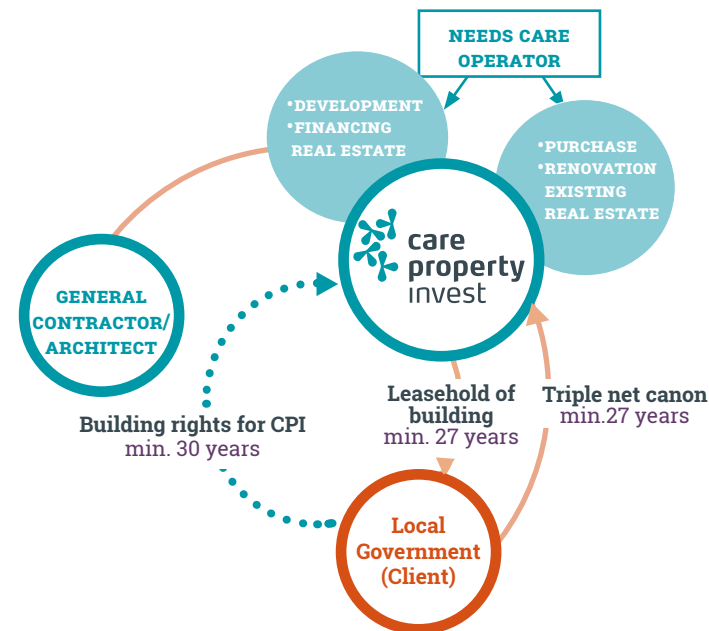 NEEDS CARE
OPERATOR
•DEVELOPMENT
•FINANCING
REAL ESTATE
•PURCHASE
•RENOVATION
EXISTING
REAL ESTATE
care
property
invest
GENERAL
CONTRACTOR/
ARCHITECT
Building rights for CPI
min. 30 years
Leasehold of
building
min. 27 years
Triple net canon
min.27 years
Local
Government
(Client)